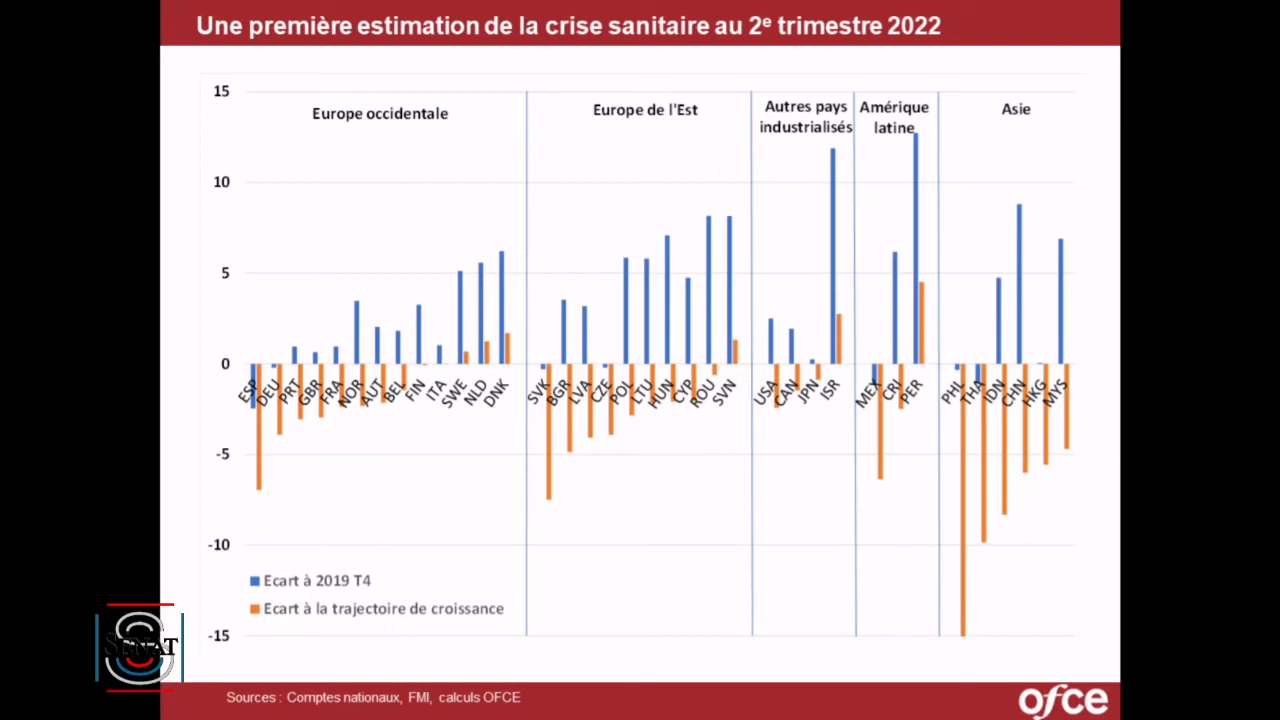 Une première estimation de la crise sanitaire au 2e trimestre 2022
15
10
5
0
-5
-10
-15
Europe occidentale
Europe de l'Est
Autres pays
industrialisés
Amérique
latine
Asie
ESP DEU PRT GBR FRA NOR AUT BEL FIN ITA SWE NLD DNK SVK BGR LVA CZE POL LTU HUN CYP ROU SVN USA CAN JPN ISR MEX CRI PER PHL THA IDN CHN HKG MYS
Ecart à 2019 T4
Ecart à la trajectoire de croissance
SENAT
Sources : Comptes nationaux, FMI, calculs OFCE
ofce